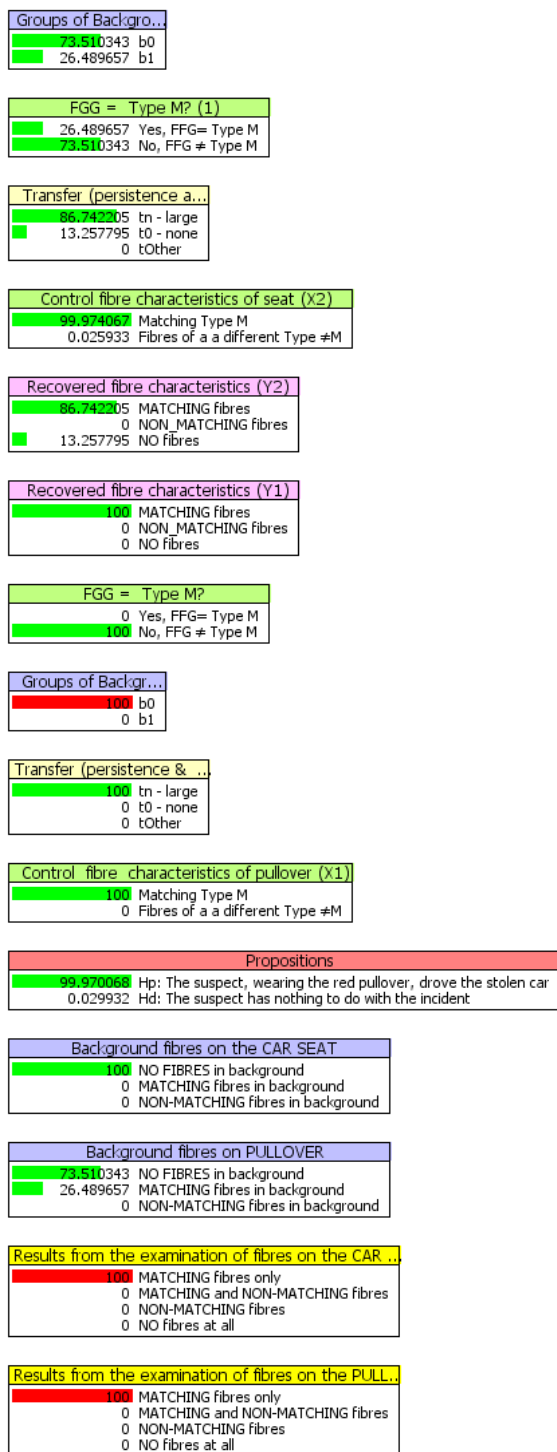 Groups of Backgro...
73.510343 b0
26.489657 b1
FGG = Type M? (1)
26.489657 Yes, FFG= Type M
73.510343 No, FFG ≠ Type M
Transfer (persistence a...
86.742205 tn - large
13.257795 t0 - none
0 tOther
Control fibre characteristics of seat (X2)
99.974067 Matching Type M
0.025933 Fibres of a a different Type ≠M
Recovered fibre characteristics (Y2)
86.742205 MATCHING fibres
0 NON_MATCHING fibres
13.257795 NO fibres
Recovered fibre characteristics (Y1)
100 MATCHING fibres
0 NON_MATCHING fibres
0 NO fibres
FGG = Type M?
0 Yes, FFG= Type M
100 No, FFG ≠ Type M
Groups of Backgr...
100 b0
0 b1
Transfer (persistence & ...
100 tn - large
0 t0 - none
0 tOther
Control fibre characteristics of pullover (X1)
100 Matching Type M
0 Fibres of a a different Type ≠M
Propositions
99.970068 Hp: The suspect, wearing the red pullover, drove the stolen car
0.029932 Hd: The suspect has nothing to do with the incident
Background fibres on the CAR SEAT
100 NO FIBRES in background
0 MATCHING fibres in background
0 NON-MATCHING fibres in background
Background fibres on PULLOVER
73.510343 NO FIBRES in background
26.489657 MATCHING fibres in background
0 NON-MATCHING fibres in background
Results from the examination of fibres on the CAR ...
100 MATCHING fibres only
0 MATCHING and NON-MATCHING fibres
0 NON-MATCHING fibres
0 NO fibres at all
Results from the examination of fibres on the PULL...
100 MATCHING fibres only
0 MATCHING and NON-MATCHING fibres
0 NON-MATCHING fibres
0 NO fibres at all